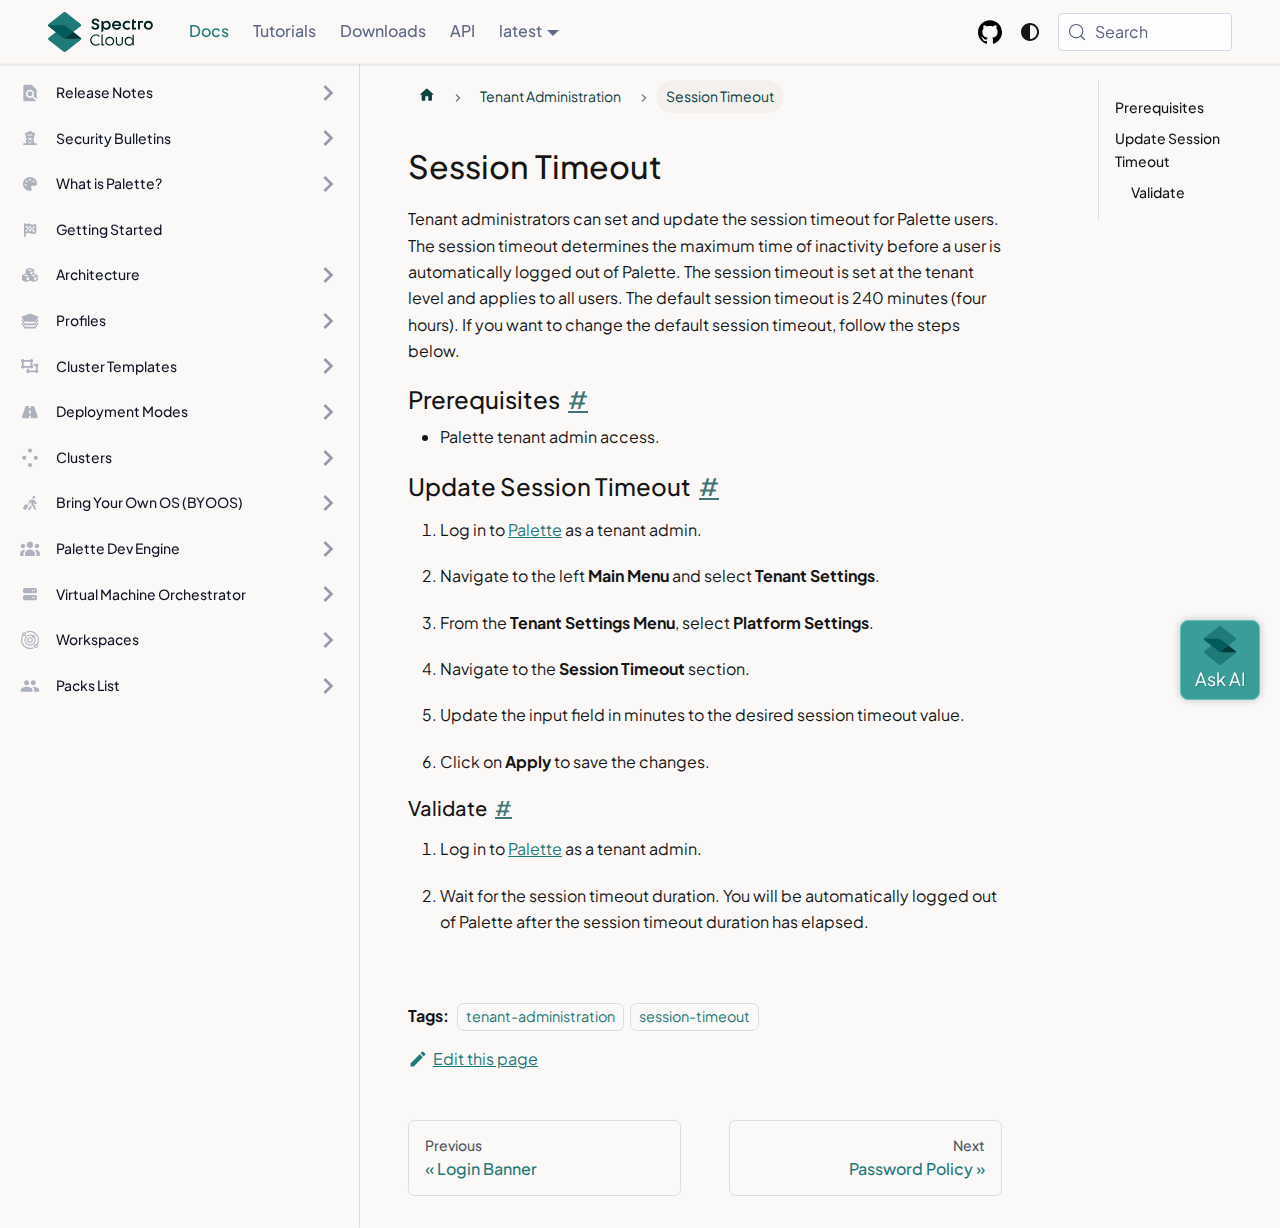 Spectro
Cloud
Docs
Tutorials
Downloads
API
latest
Search
Release Notes
Security Bulletins
What is Palette?
Getting Started
Architecture
Profiles
Cluster Templates
Deployment Modes
Clusters
Bring Your Own OS (BYOOS)
Palette Dev Engine
Virtual Machine Orchestrator
Workspaces
Packs List
Tenant Administration
Session Timeout
Session Timeout
Tenant administrators can set and update the session timeout for Palette users.
The session timeout determines the maximum time of inactivity before a user is
automatically logged out of Palette. The session timeout is set at the tenant
level and applies to all users. The default session timeout is 240 minutes (four
hours). If you want to change the default session timeout, follow the steps
below.
Prerequisites #
• Palette tenant admin access.
Update Session Timeout #
1. Log in to Palette as a tenant admin.
2. Navigate to the left Main Menu and select Tenant Settings.
3. From the Tenant Settings Menu, select Platform Settings.
4. Navigate to the Session Timeout section.
5. Update the input field in minutes to the desired session timeout value.
6. Click on Apply to save the changes.
Validate #
1. Log in to Palette as a tenant admin.
2. Wait for the session timeout duration. You will be automatically logged out
of Palette after the session timeout duration has elapsed.
Tags: tenant-administration session-timeout
Edit this page
Previous
« Login Banner
Next
Password Policy »
Prerequisites
Update Session
Timeout
Validate
Ask AI